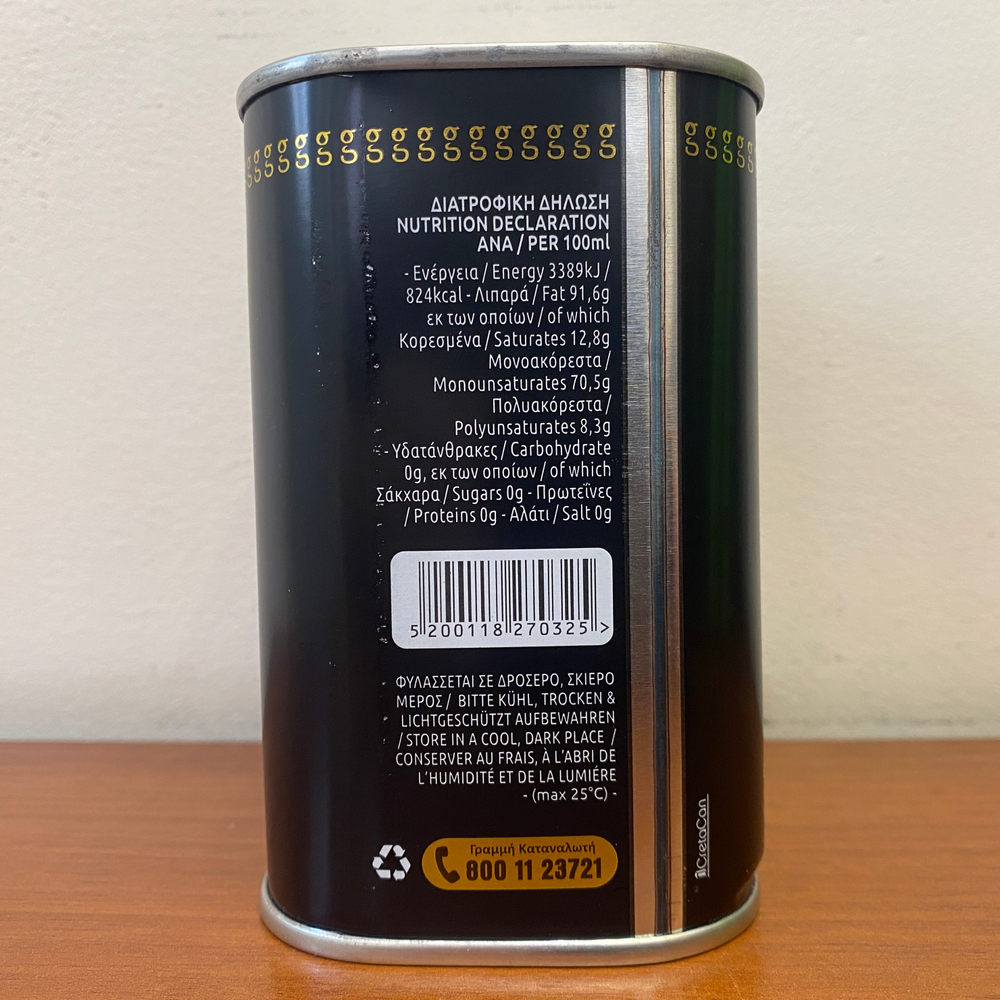 ggggggggggggggggg ggggg
ΔΙΑΤΡΟΦΙΚΗ ΔΗΛΩΣΗ
NUTRITION DECLARATION
ΑΝΑ / PER 100ml
- Ενέργεια / Energy 3389kJ /
824kcal - Λιπαρά / Fat 91,6g
εκ των οποίων / of which
Κορεσμένα / Saturates 12,8g
Μονοακόρεστα /
Monounsaturates 70,5g
Πολυακόρεστα /
Polyunsaturates 8,3g
- Υδατάνθρακες / Carbohydrate
0g, εκ των οποίων / of which
Σάκχαρα / Sugars 0g - Πρωτεΐνες
/ Proteins 0g - Αλάτι / Salt 0g
5 200118 270325 >
ΦΥΛΑΣΣΕΤΑΙ ΣΕ ΔΡΟΣΕΡΟ, ΣΚΙΕΡΟ
ΜΕΡΟΣ / BITTE KÜHL, TROCKEN &
LICHTGESCHÜTZT AUFBEWAHREN
/ STORE IN A COOL, DARK PLACE /
CONSERVER AU FRAIS, À L'ABRI DE
L'HUMIDITÉ ET DE LA LUMIÉRE
- (max 25°C) -
Γραμμή Καταναλωτή
800 11 23721
CretaCan